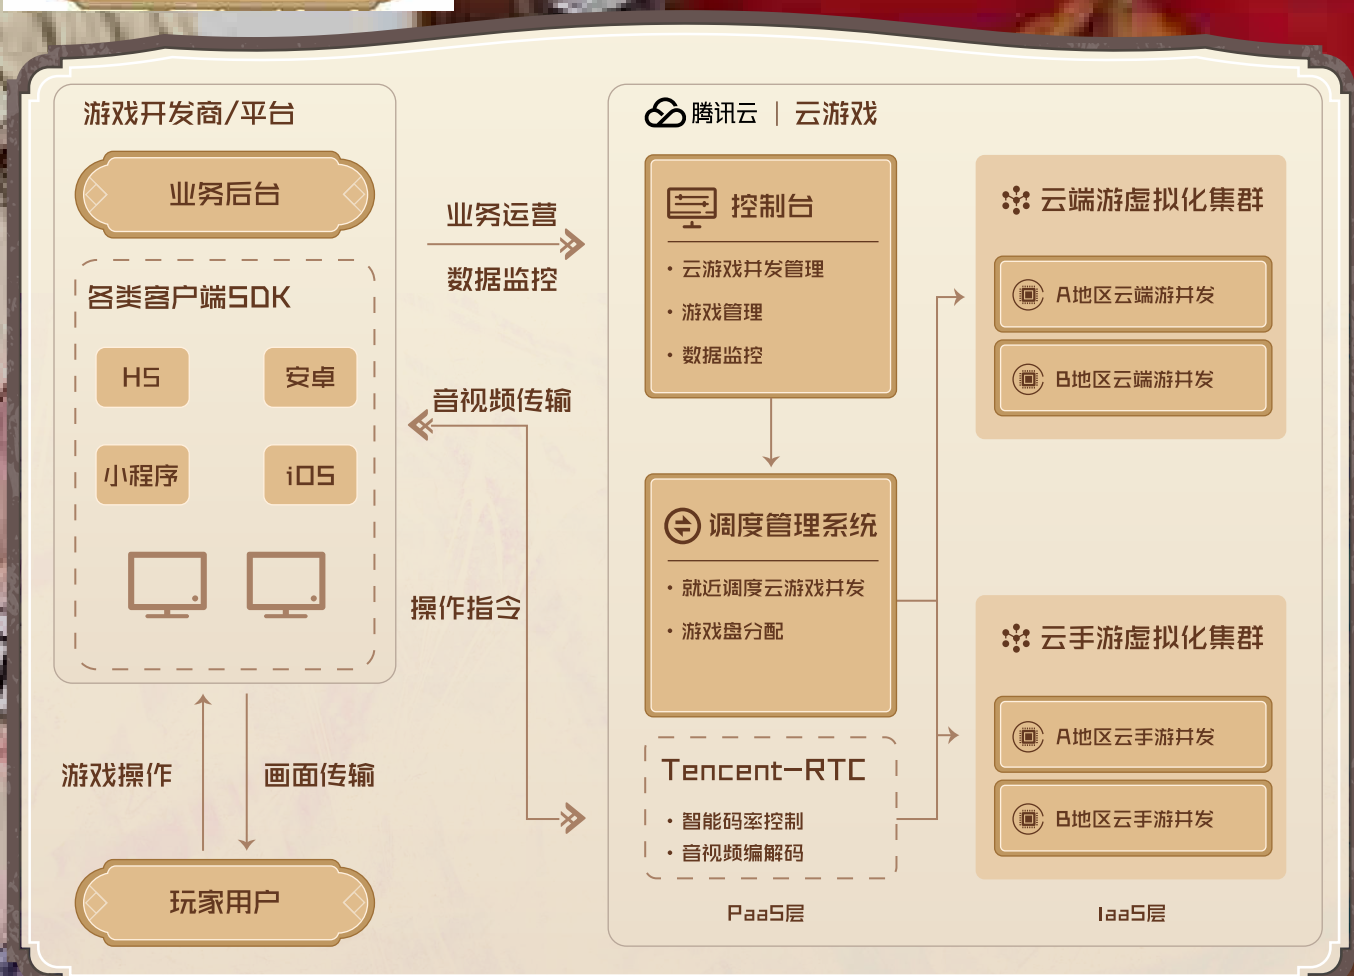 游戏开发商/平台
业务后台
各类客户端SDK
H5
安卓
小程序
iOS
游戏操作
画面传输
玩家用户
业务运营
数据监控
音视频传输
操作指令
腾讯云 | 云游戏
控制台
• 云游戏并发管理
• 游戏管理
• 数据监控
调度管理系统
• 就近调度云游戏并发
• 游戏盘分配
Tencent-RTC
• 智能码率控制
• 音视频编解码
PaaS层
云端游虚拟化集群
A地区云端游并发
B地区云端游并发
云手游虚拟化集群
A地区云手游并发
B地区云手游并发
IaaS层